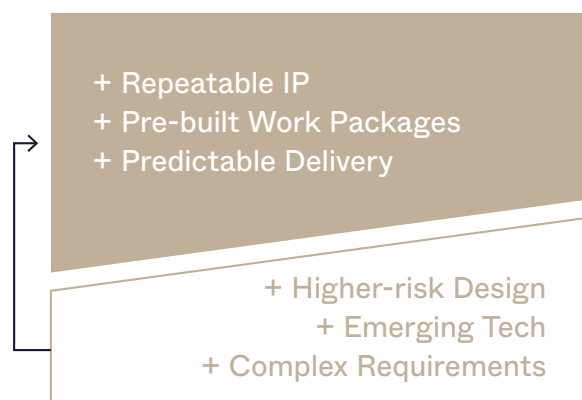 + Repeatable IP
+ Pre-built Work Packages
+ Predictable Delivery
+ Higher-risk Design
+ Emerging Tech
+ Complex Requirements